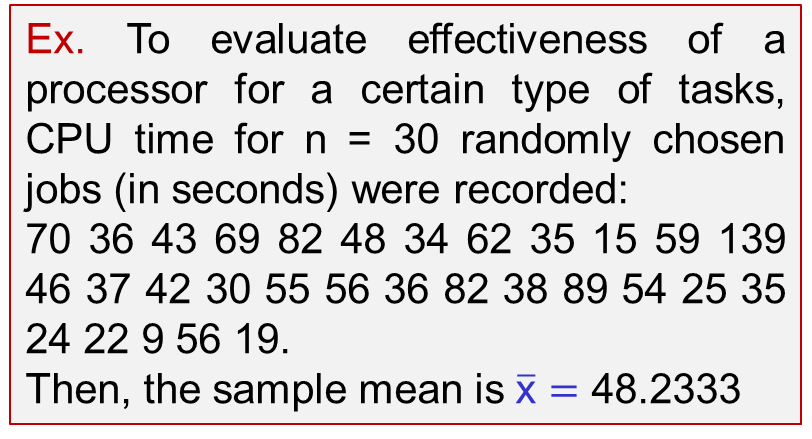 Ex. To evaluate effectiveness of a
processor for a certain type of tasks,
CPU time for n = 30 randomly chosen
jobs (in seconds) were recorded:
70 36 43 69 82 48 34 62 35 15 59 139
46 37 42 30 55 56 36 82 38 89 54 25 35
24 22 9 56 19.
Then, the sample mean is x̅ = 48.2333